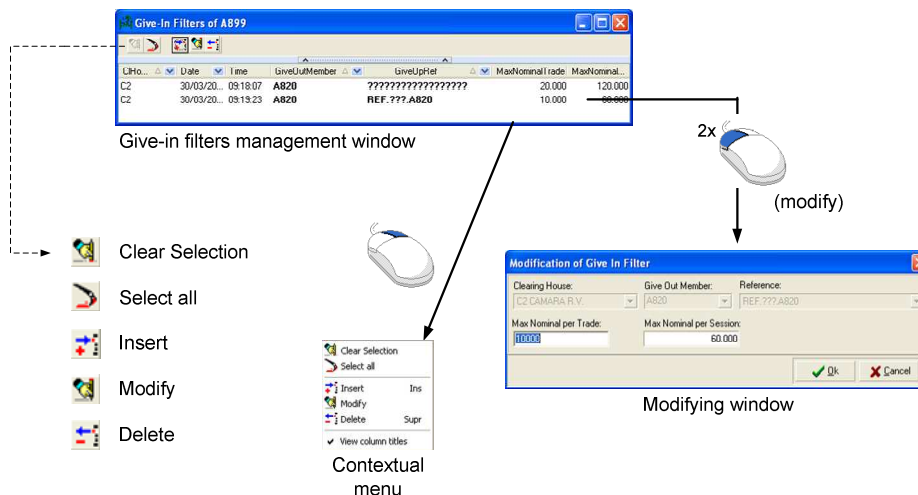 Give-In Filters of A899
ClHo... Date Time GiveOutMember GiveUpRef MaxNominalTrade MaxNominal...
C2 30/03/20... 09:18:07 A820 ?????????????????? 20.000 120.000
C2 30/03/20... 09:19:23 A820 REF.???.A820 10.000 60.000
Give-in filters management window
2x
(modify)
Clear Selection
Select all
Insert
Modify
Delete
Clear Selection
Select all
Insert Ins
Modify
Delete Supr
View column titles
Contextual
menu
Modification of Give In Filter
Clearing House: Give Out Member: Reference:
C2 CAMARA R.V. A820 REF.???.A820
Max Nominal per Trade: Max Nominal per Session:
10000 60.000
Ok Cancel
Modifying window